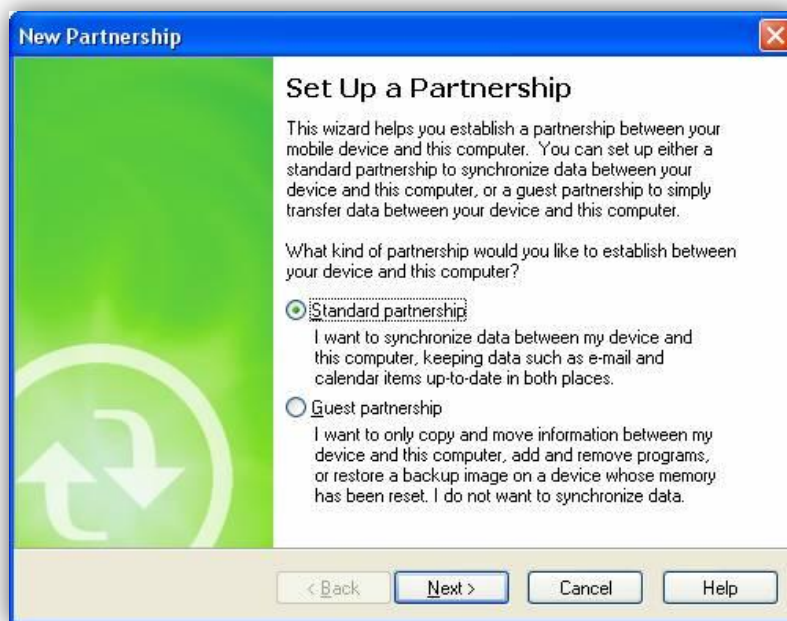 New Partnership
Set Up a Partnership
This wizard helps you establish a partnership between your
mobile device and this computer. You can set up either a
standard partnership to synchronize data between your
device and this computer, or a guest partnership to simply
transfer data between your device and this computer.
What kind of partnership would you like to establish between
your device and this computer?
Standard partnership
I want to synchronize data between my device and
this computer, keeping data such as e-mail and
calendar items up-to-date in both places.
Guest partnership
I want to only copy and move information between my
device and this computer, add and remove programs,
or restore a backup image on a device whose memory
has been reset. I do not want to synchronize data.
< Back Next > Cancel Help